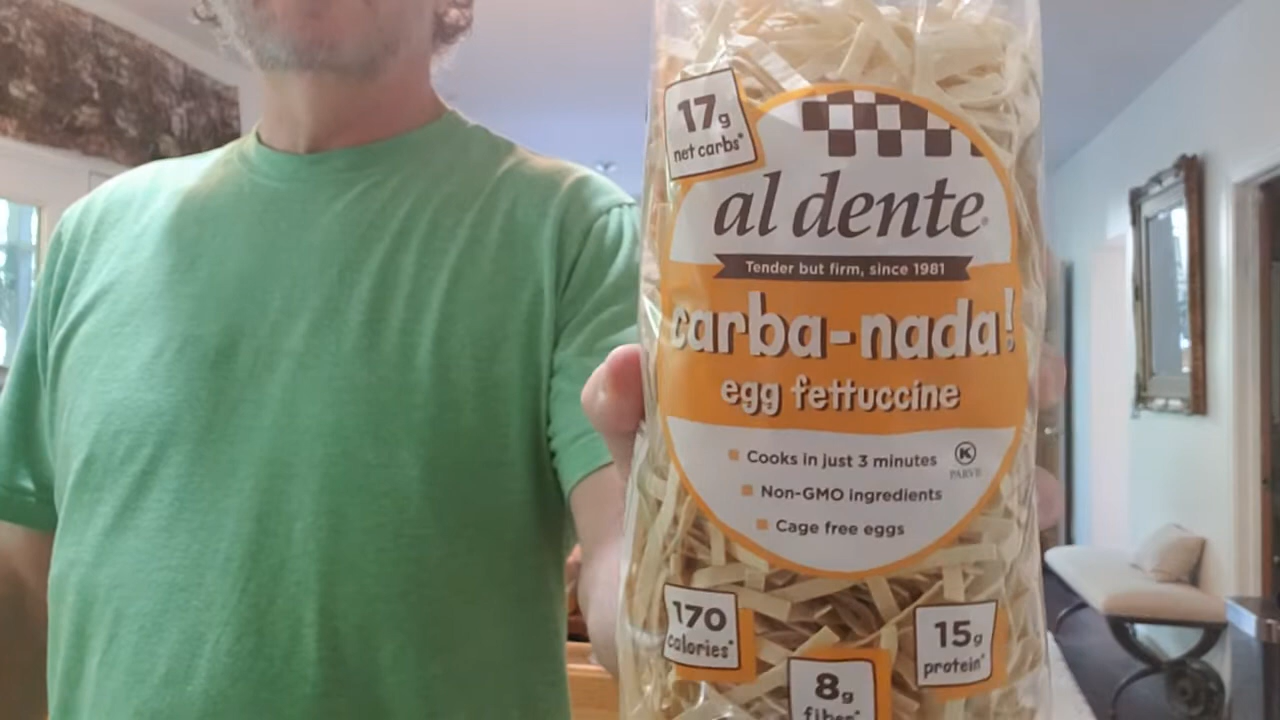 17g
net carbs*
al dente®
Tender but firm, since 1981
carba-nada!
egg fettuccine
Cooks in just 3 minutes
K
PARVE
Non-GMO ingredients
Cage free eggs
170
calories*
15g
protein*
8g
fiber*